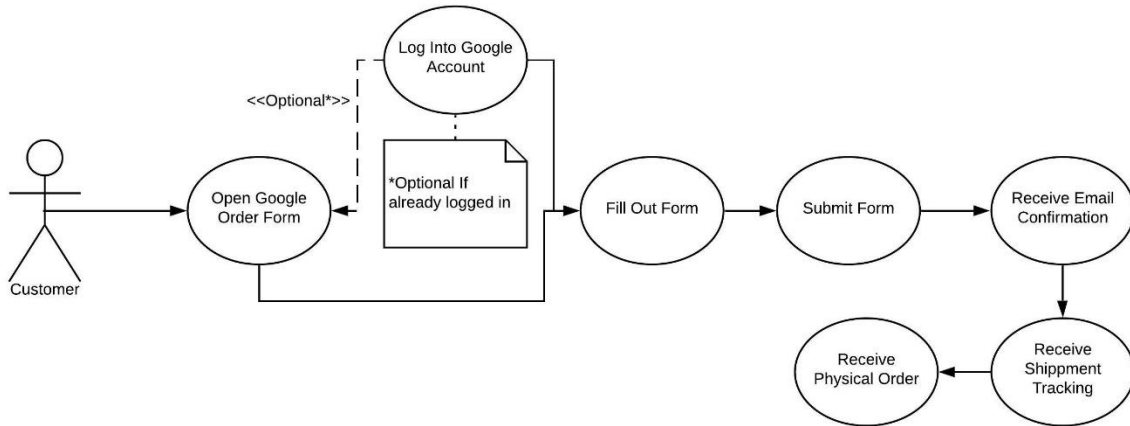 Log Into Google
Account
<<Optional*>>
*Optional If
already logged in
Open Google
Order Form
Customer
Fill Out Form
Submit Form
Receive Email
Confirmation
Receive
Shippment
Tracking
Receive
Physical Order